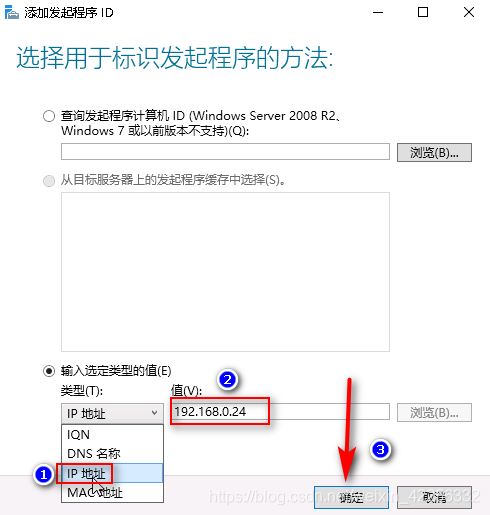 添加发起程序 ID
选择用于标识发起程序的方法:
查询发起程序计算机 ID (Windows Server 2008 R2、
Windows 7 或以前版本不支持)(Q):
浏览(B)...
从目标服务器上的发起程序缓存中选择(S)。
输入选定类型的值(E)
类型(T):
值(V):
2
IP 地址
192.168.0.24
浏览(B)...
IQN
DNS 名称
3
1
IP 地址
MAC 地址
确定
取消